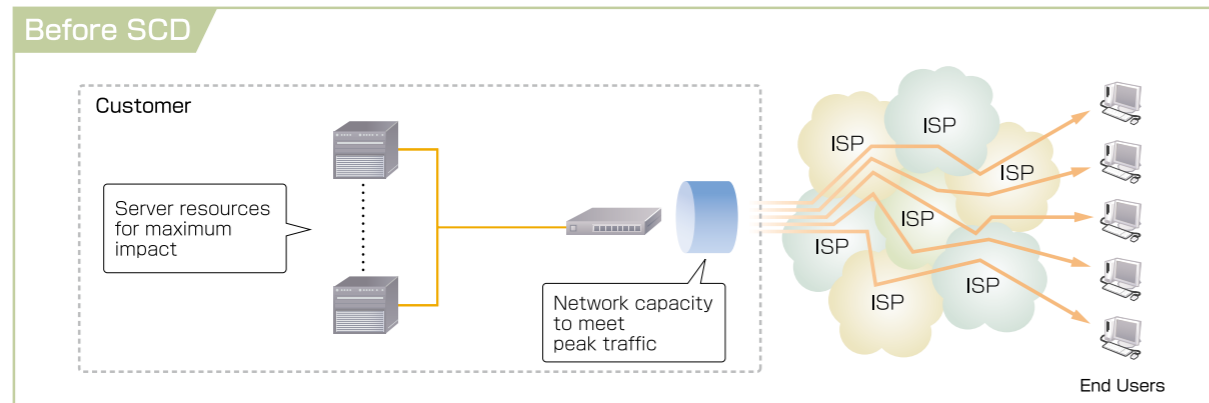 Before SCD
Customer
Server resources
for maximum
impact
Network capacity
to meet
peak traffic
ISP
ISP
ISP
ISP
ISP
ISP
ISP
End Users